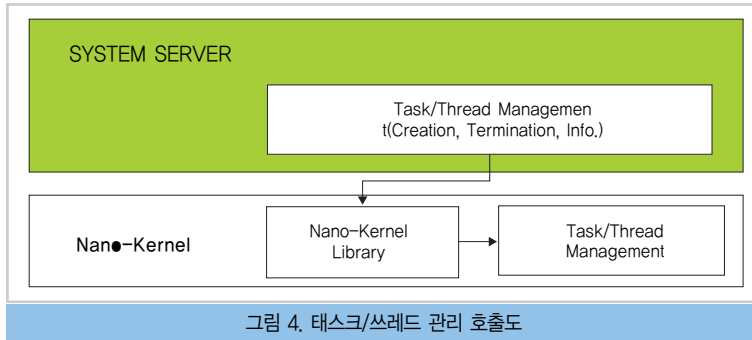 SYSTEM SERVER
Task/Thread Managemen
t(Creation, Termination, Info.)
Nano-Kernel
Nano-Kernel
Library
Task/Thread
Management
그림 4. 태스크/쓰레드 관리 호출도